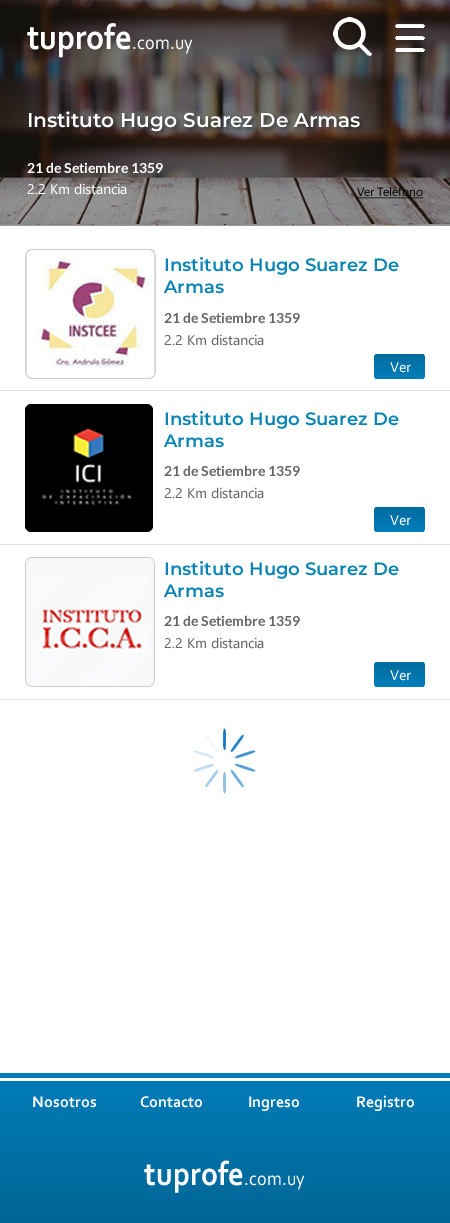 tuprofe.com.uy
Instituto Hugo Suarez De Armas
21 de Setiembre 1359
2.2 Km distancia
Ver Teléfono
INSTCEE
Cra. Andrula Gómez
Instituto Hugo Suarez De
Armas
21 de Setiembre 1359
2.2 Km distancia
Ver
ICI
INSTITUTO
DE CAPACITACIÓN
INTERACTIVA
Instituto Hugo Suarez De
Armas
21 de Setiembre 1359
2.2 Km distancia
Ver
INSTITUTO
I.C.C.A.
Instituto Hugo Suarez De
Armas
21 de Setiembre 1359
2.2 Km distancia
Ver
Nosotros
Contacto
Ingreso
Registro
tuprofe.com.uy